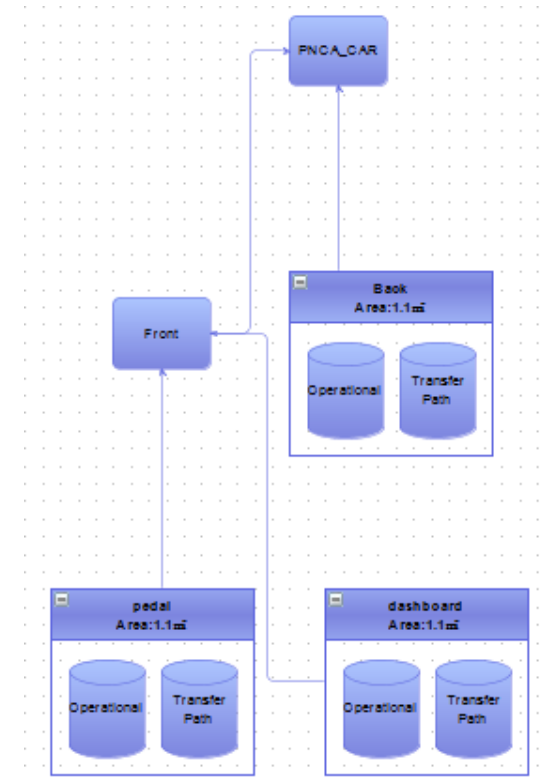 PNCA_CAR
Back
Area:1.1㎡
Operational
Transfer
Path
Front
pedal
Area:1.1㎡
Operational
Transfer
Path
dashboard
Area:1.1㎡
Operational
Transfer
Path